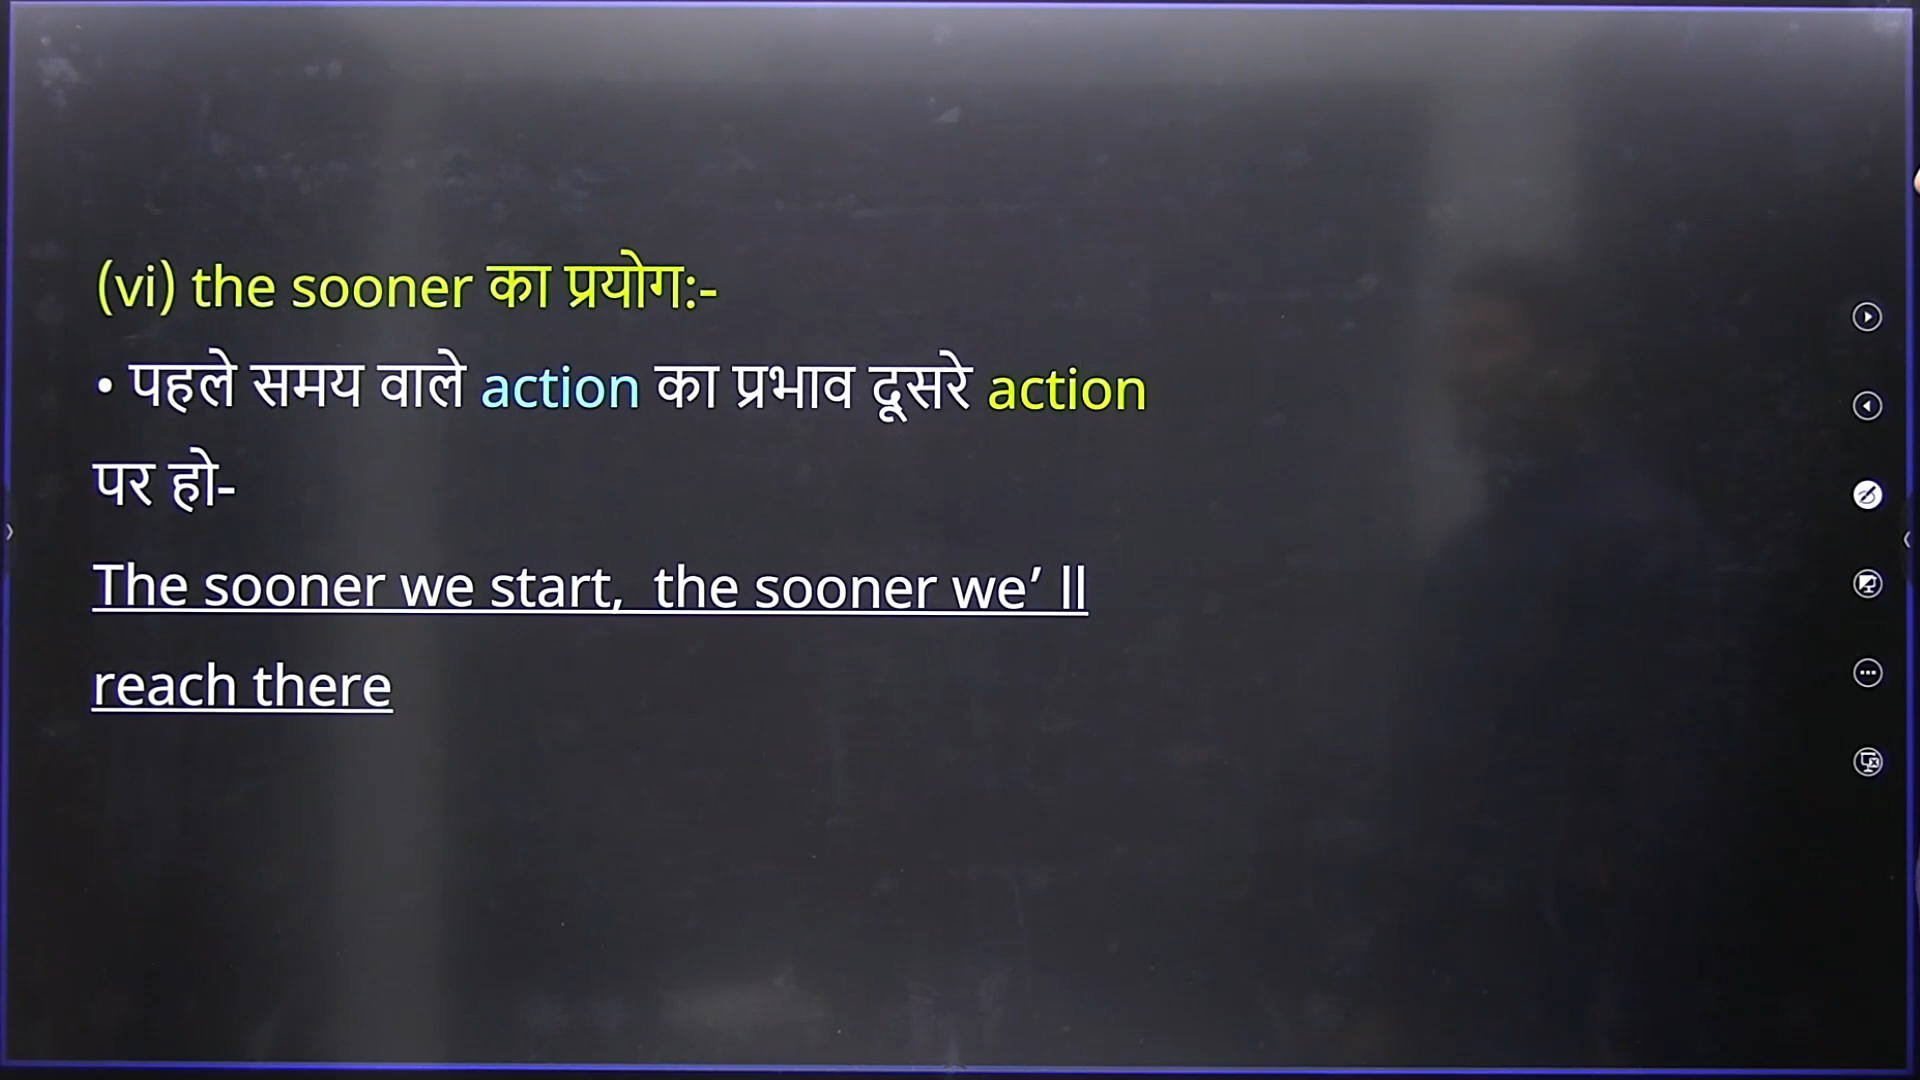 (vi) the sooner का प्रयोग:-
• पहले समय वाले action का प्रभाव दूसरे action
पर हो-
The sooner we start,  the sooner we’ ll
reach there